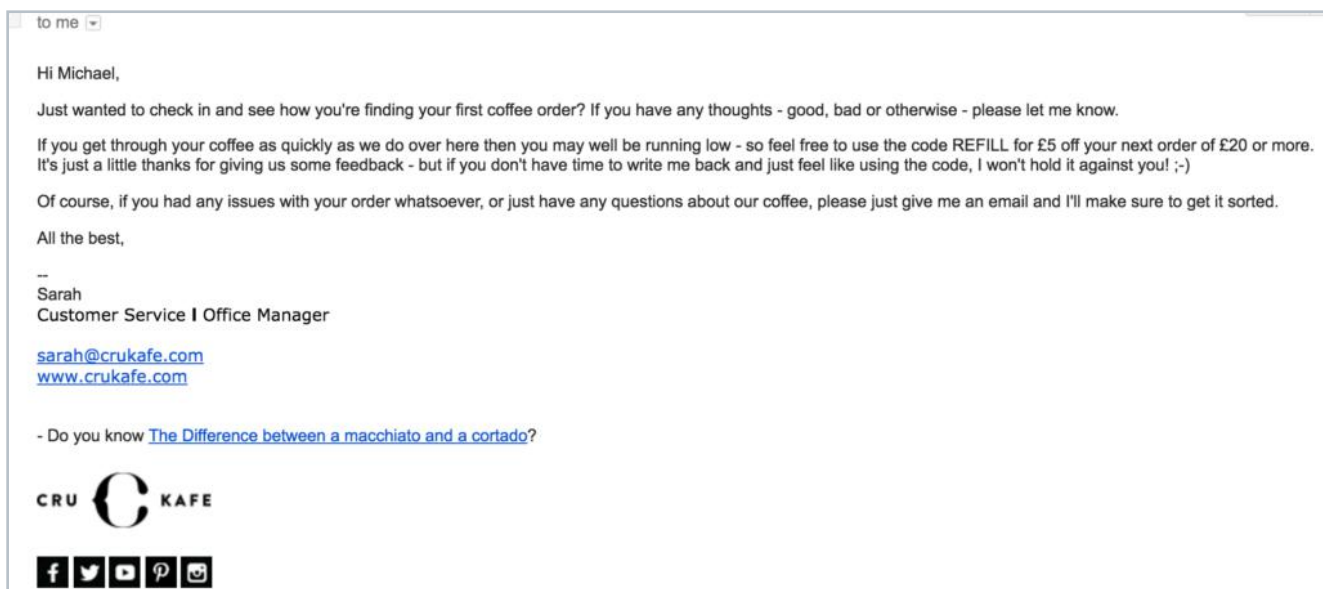 to me
Hi Michael,
Just wanted to check in and see how you're finding your first coffee order? If you have any thoughts - good, bad or otherwise - please let me know.
If you get through your coffee as quickly as we do over here then you may well be running low - so feel free to use the code REFILL for £5 off your next order of £20 or more.
It's just a little thanks for giving us some feedback - but if you don't have time to write me back and just feel like using the code, I won't hold it against you! ;-)
Of course, if you had any issues with your order whatsoever, or just have any questions about our coffee, please just give me an email and I'll make sure to get it sorted.
All the best,
--
Sarah
Customer Service I Office Manager
sarah@crukafe.com
www.crukafe.com
- Do you know The Difference between a macchiato and a cortado?
CRU C KAFE